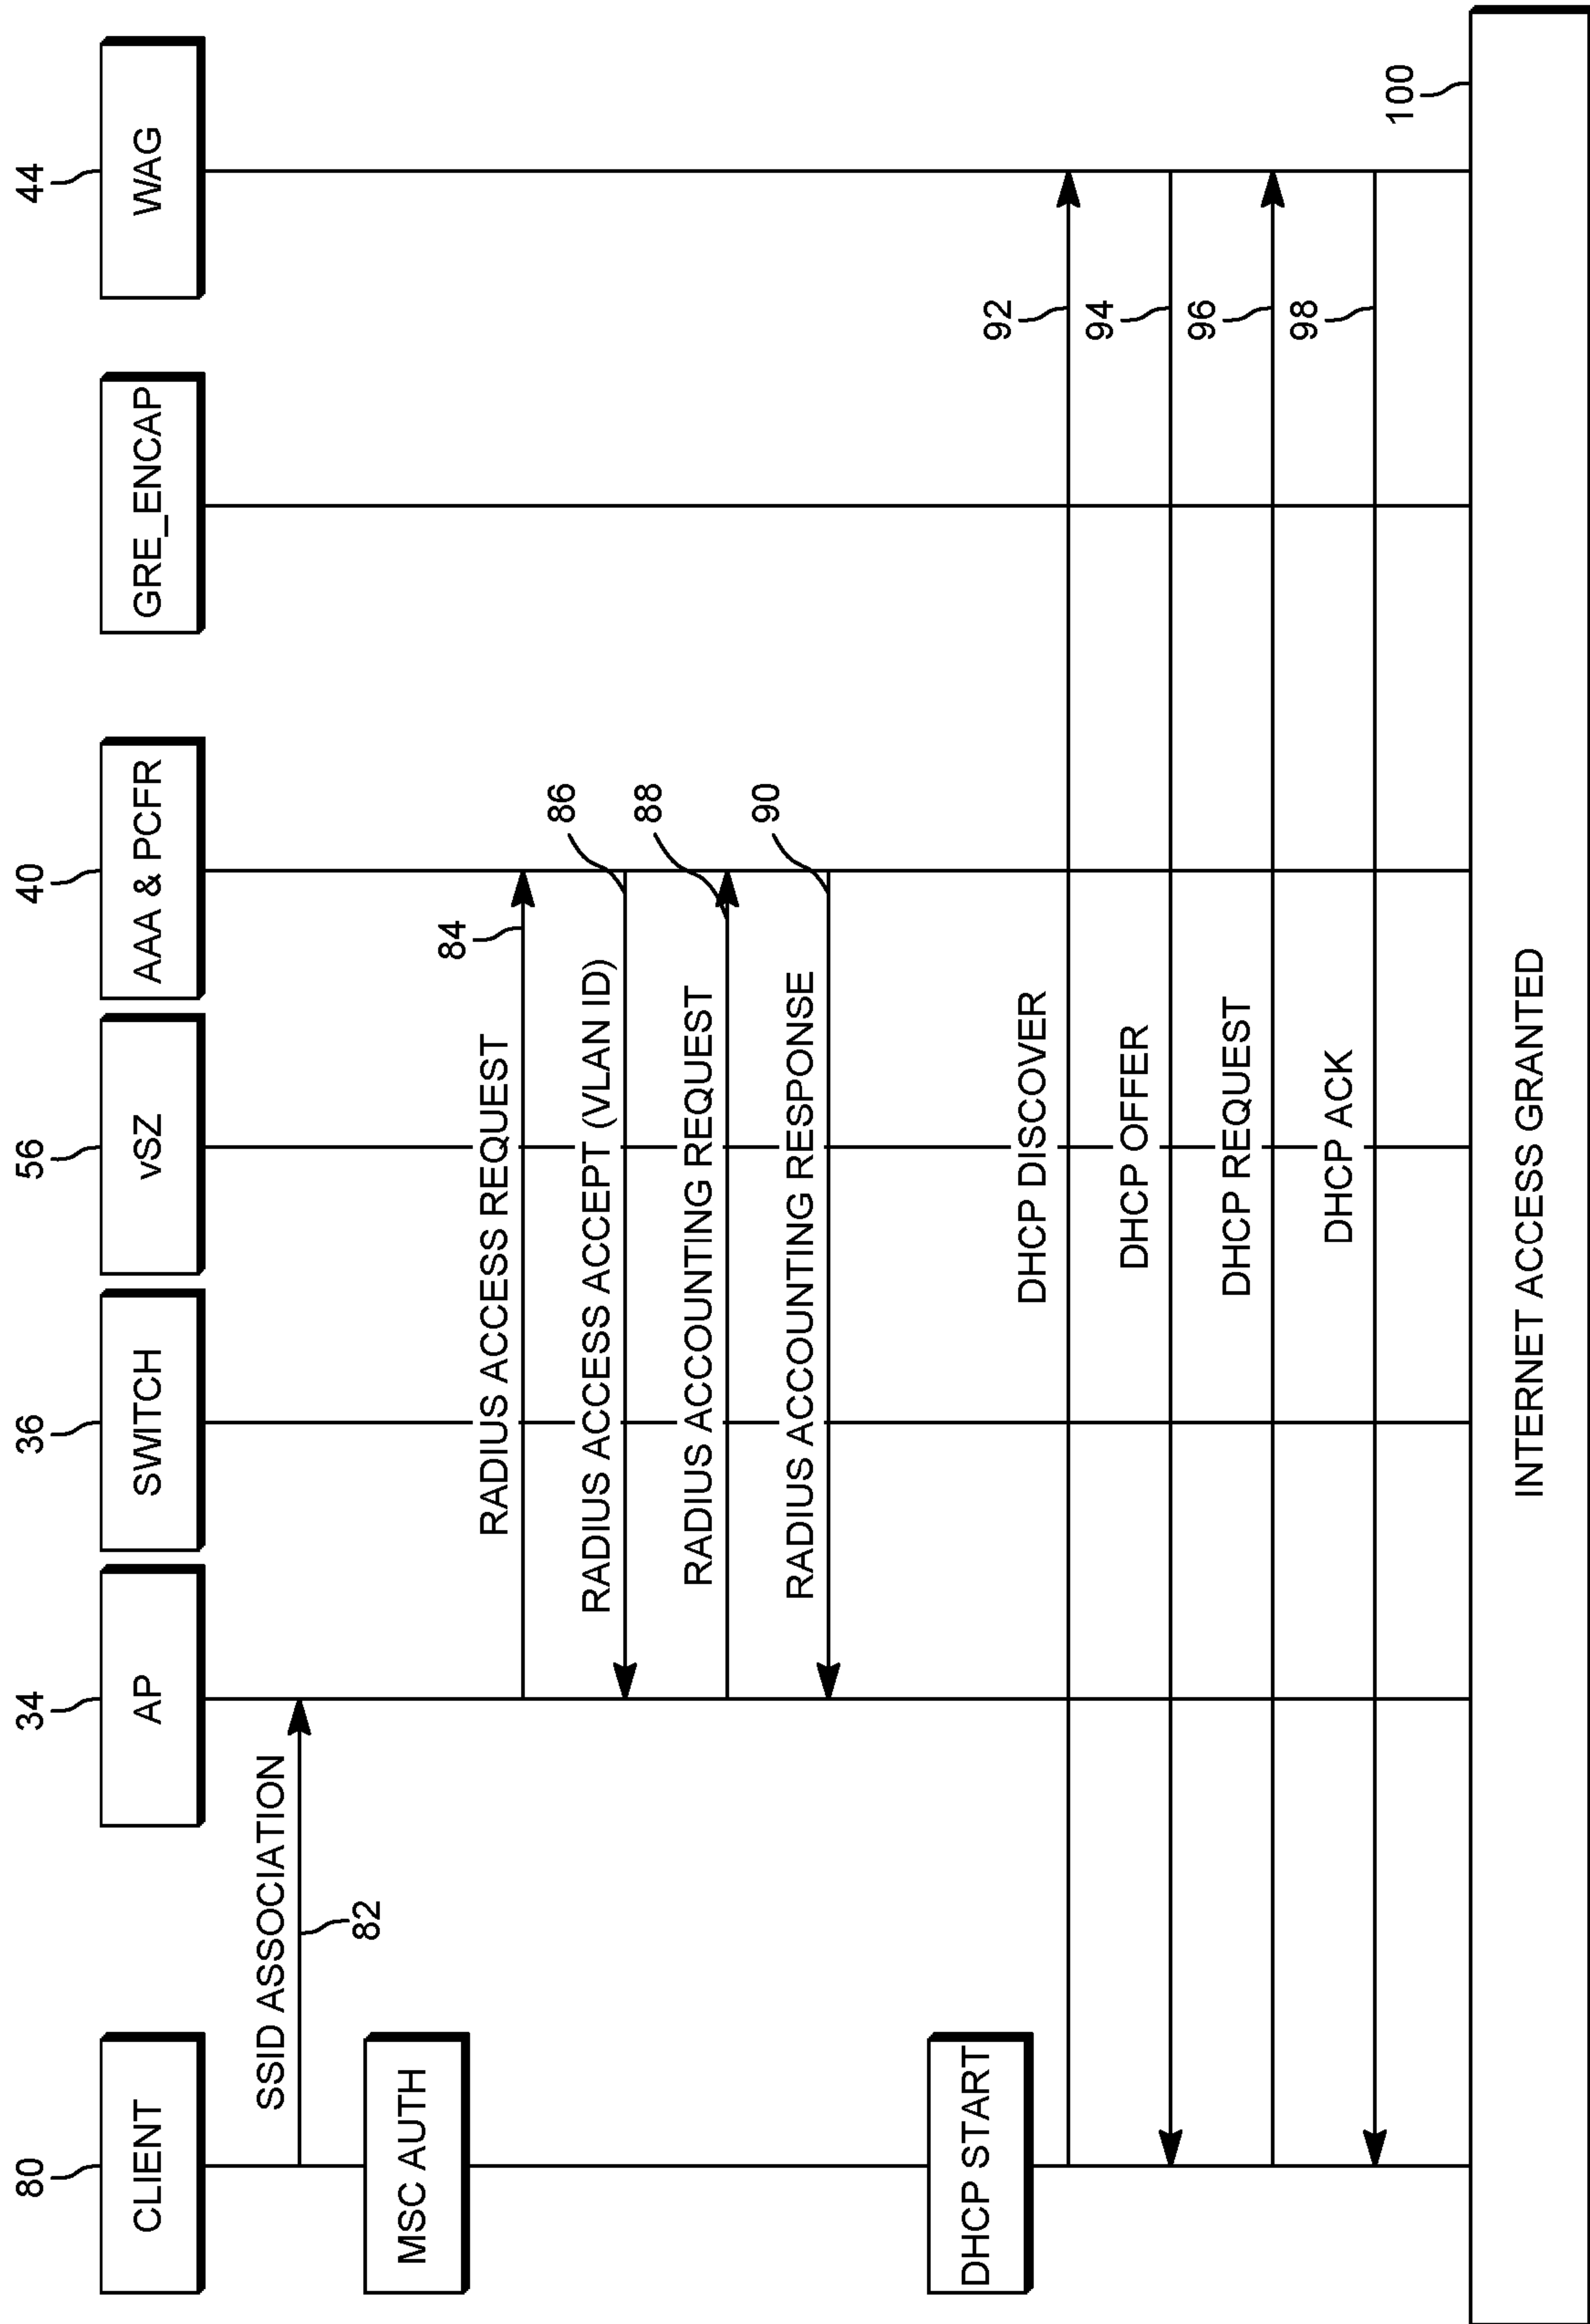 80
34
36
56
40
44
CLIENT
AP
SWITCH
vSZ
AAA & PCFR
GRE_ENCAP
WAG
SSID ASSOCIATION
82
MSC AUTH
RADIUS ACCESS REQUEST
84
RADIUS ACCESS ACCEPT (VLAN ID)
86
RADIUS ACCOUNTING REQUEST
88
RADIUS ACCOUNTING RESPONSE
90
DHCP START
DHCP DISCOVER
92
DHCP OFFER
94
DHCP REQUEST
96
DHCP ACK
98
100
INTERNET ACCESS GRANTED